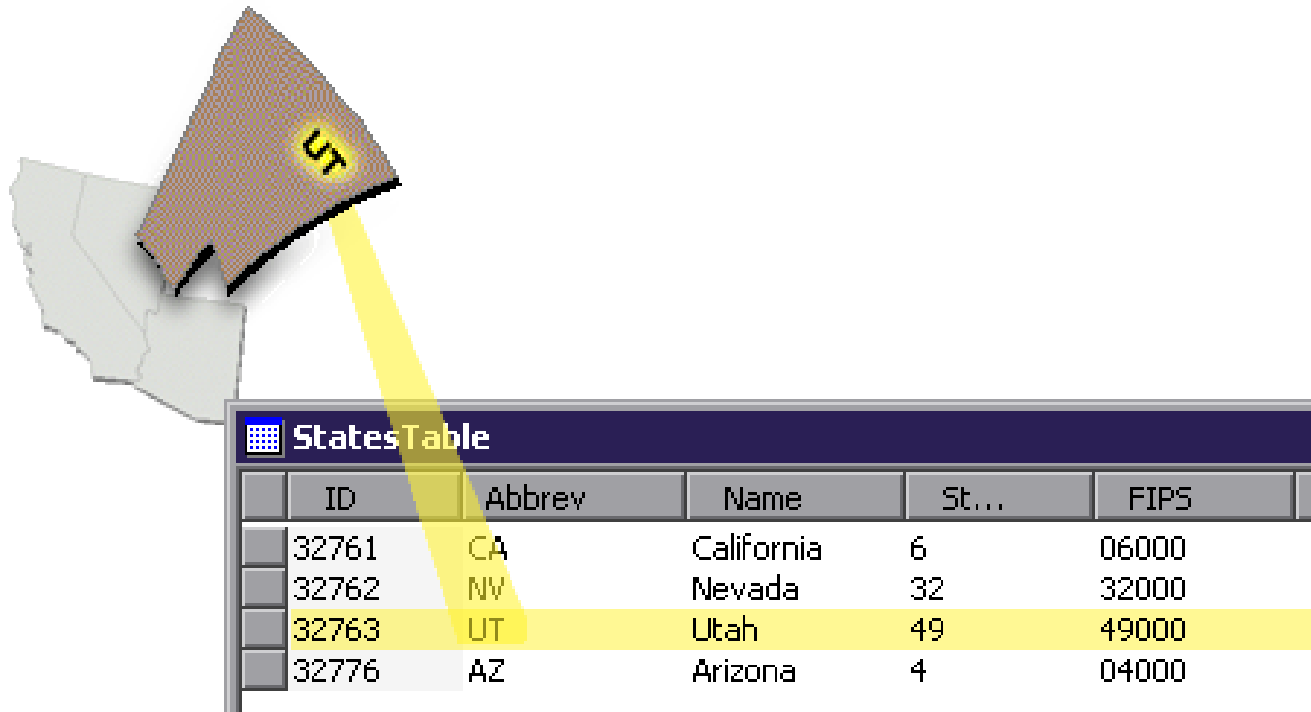 UT
StatesTable
ID Abbrev Name St... FIPS
32761 CA California 6 06000
32762 NV Nevada 32 32000
32763 UT Utah 49 49000
32776 AZ Arizona 4 04000